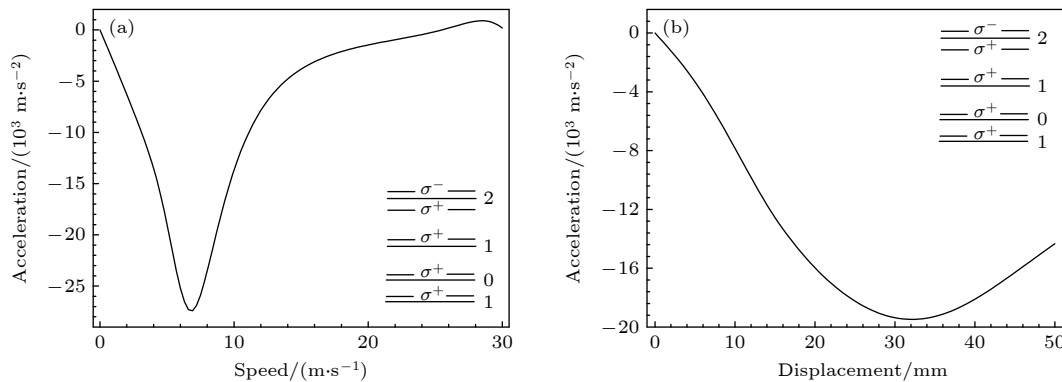 (a)
Acceleration/(10³ m·s⁻²)
0
−5
−10
−15
−20
−25
0
10
20
30
Speed/(m·s⁻¹)
σ⁻
2
σ⁺
σ⁺
1
σ⁺
0
σ⁺
1
(b)
Acceleration/(10³ m·s⁻²)
0
−4
−8
−12
−16
−20
0
10
20
30
40
50
Displacement/mm
σ⁻
2
σ⁺
σ⁺
1
σ⁺
0
σ⁺
1